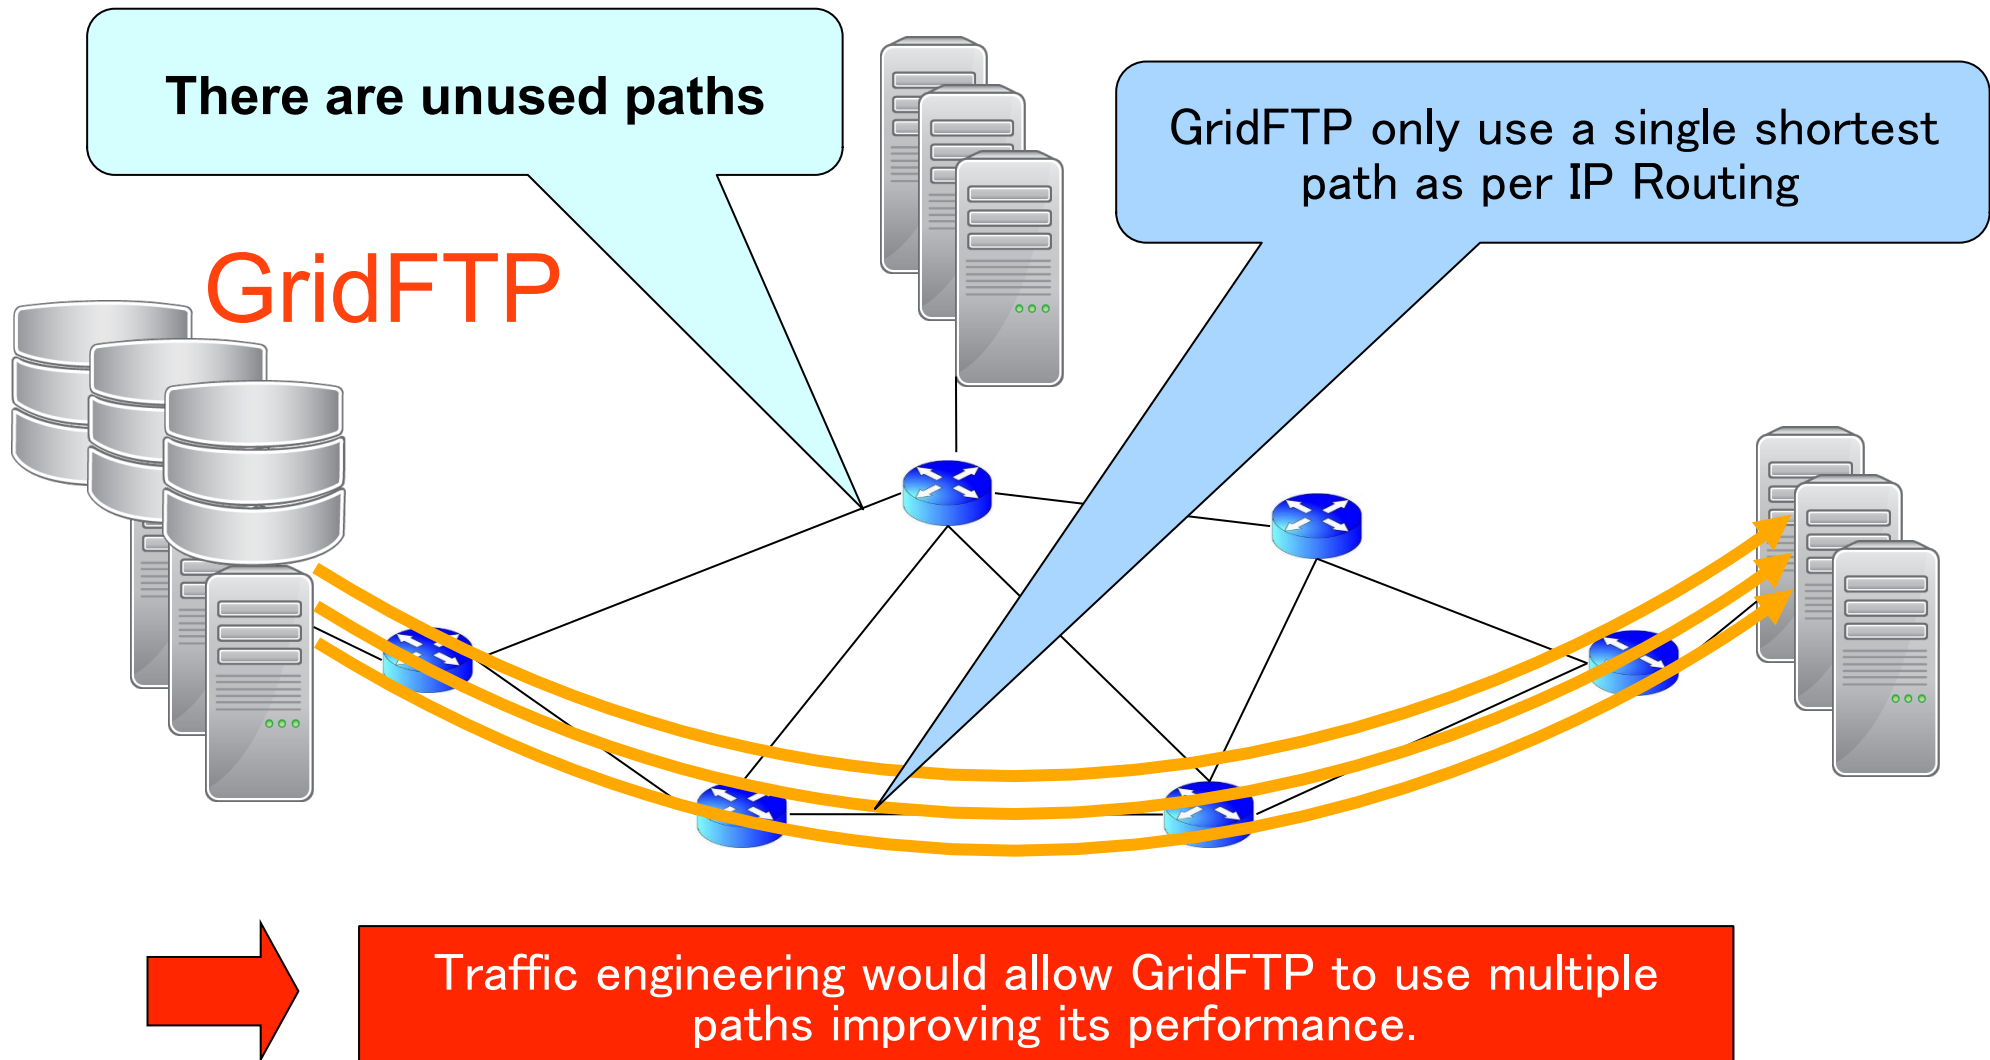 There are unused paths
GridFTP only use a single shortest
path as per IP Routing
GridFTP
Traffic engineering would allow GridFTP to use multiple
paths improving its performance.